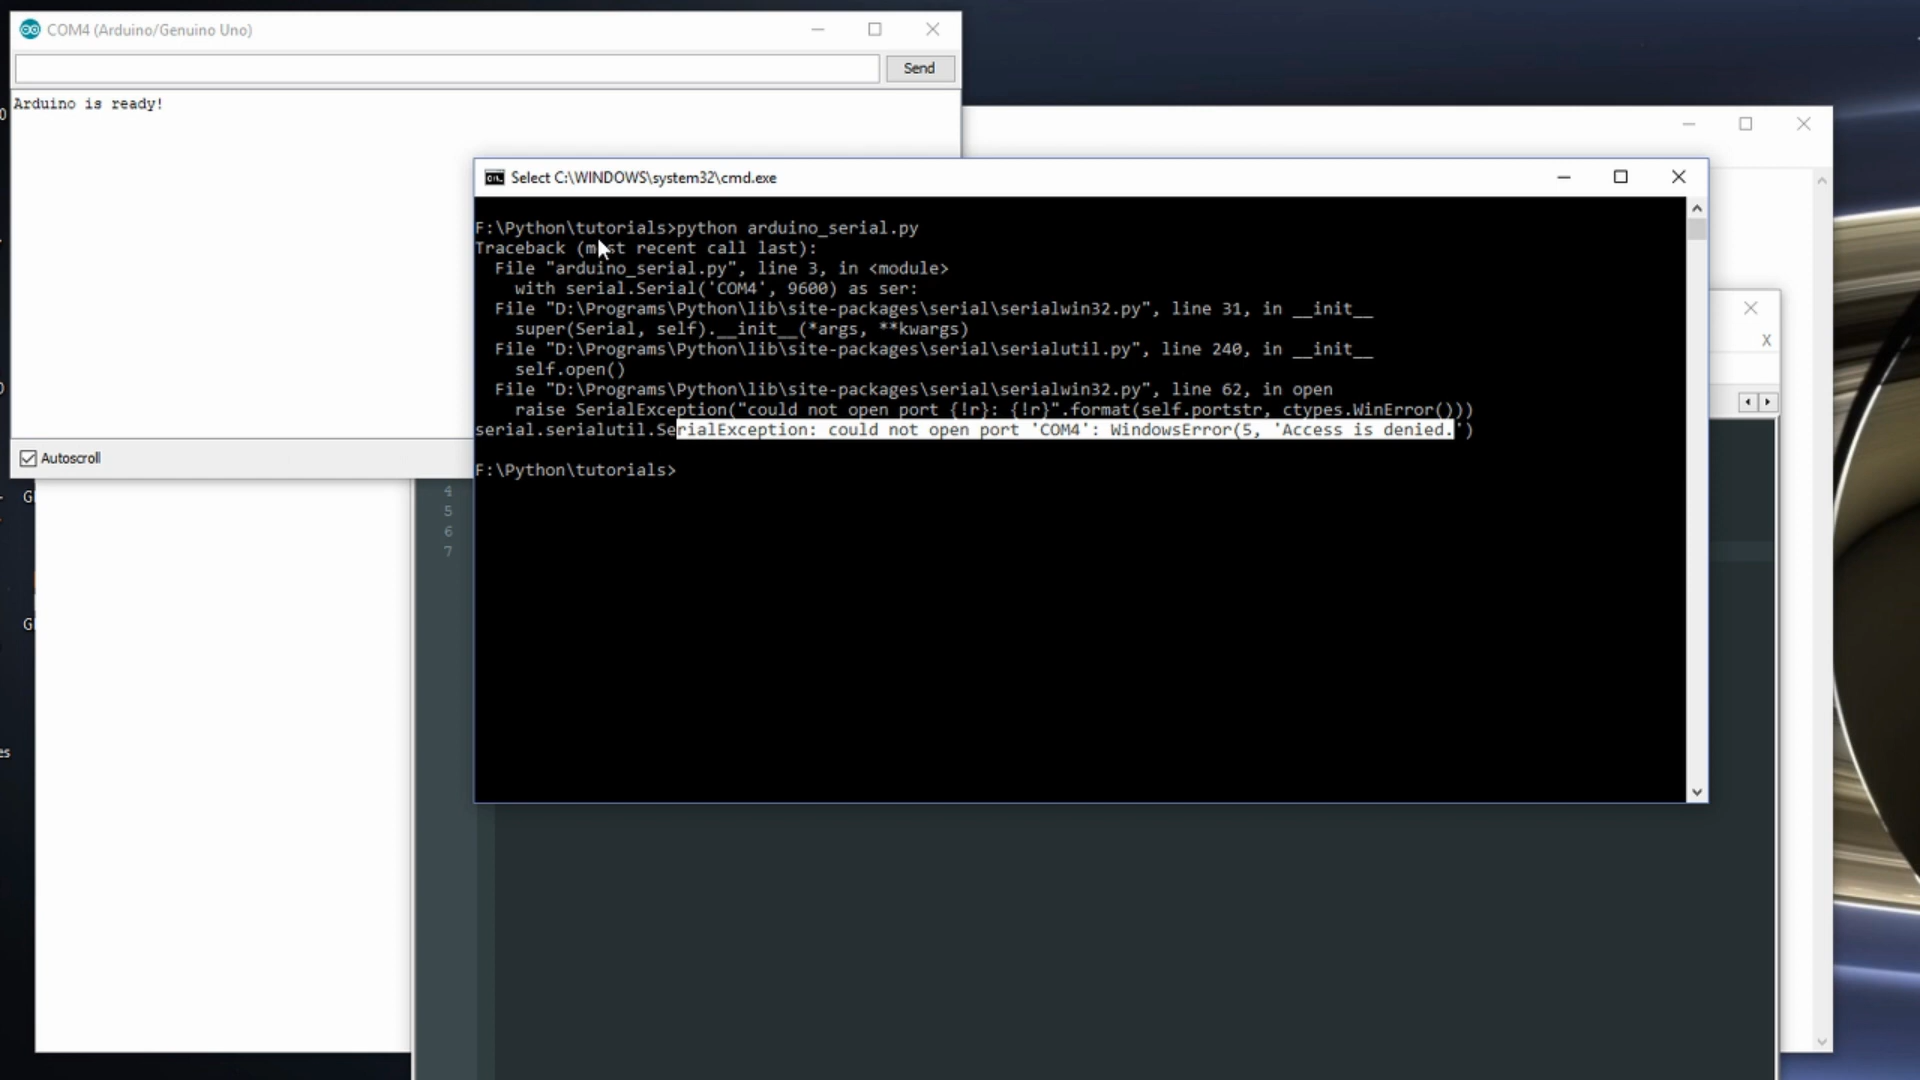 COM4 (Arduino/Genuino Uno)
Send
Arduino is ready!
Autoscroll
Select C:\WINDOWS\system32\cmd.exe
F:\Python\tutorials>python arduino_serial.py
Traceback (most recent call last):
  File "arduino_serial.py", line 3, in <module>
    with serial.Serial('COM4', 9600) as ser:
  File "D:\Programs\Python\lib\site-packages\serial\serialwin32.py", line 31, in __init__
    super(Serial, self).__init__(*args, **kwargs)
  File "D:\Programs\Python\lib\site-packages\serial\serialutil.py", line 240, in __init__
    self.open()
  File "D:\Programs\Python\lib\site-packages\serial\serialwin32.py", line 62, in open
    raise SerialException("could not open port {!r}: {!r}".format(self.portstr, ctypes.WinError()))
serial.serialutil.SerialException: could not open port 'COM4': WindowsError(5, 'Access is denied.')
F:\Python\tutorials>
4
5
6
7